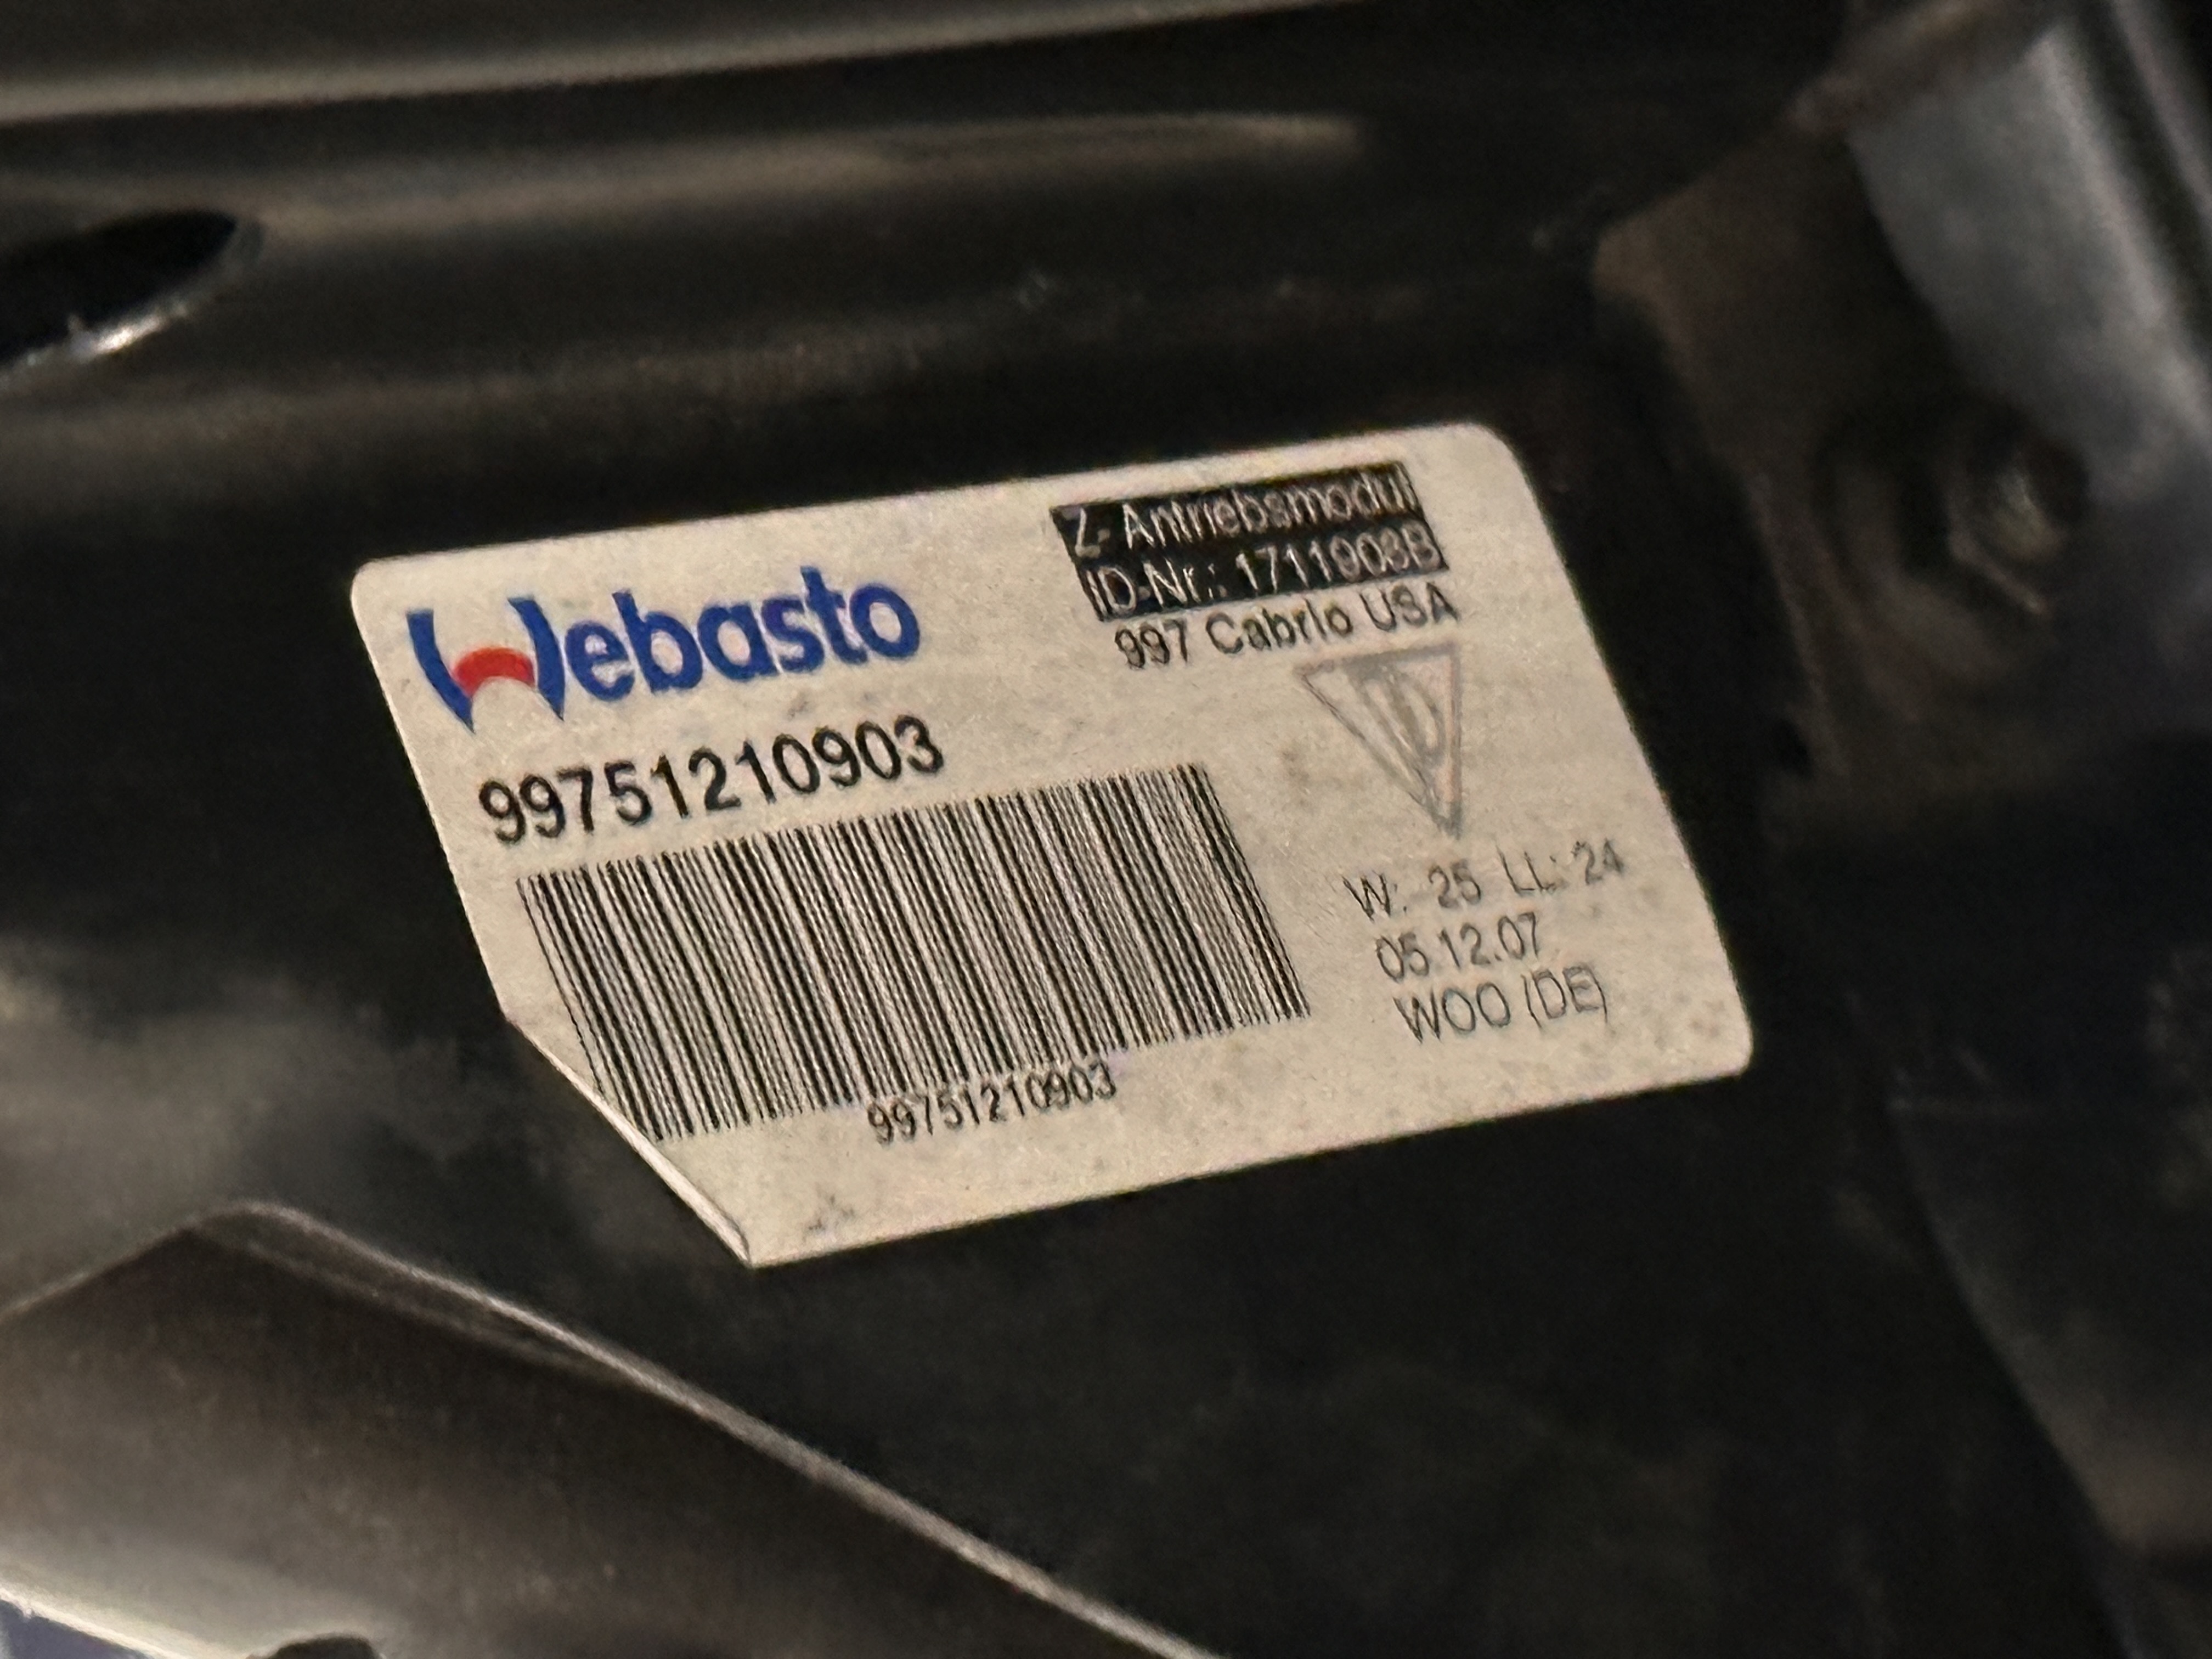 Z- Antriebsmodul
ID-Nr.: 1711908B
997 Cabrio USA
Webasto
99751210903
99751210903
W: -25 LL: 24
05.12.07
WOO (DE)